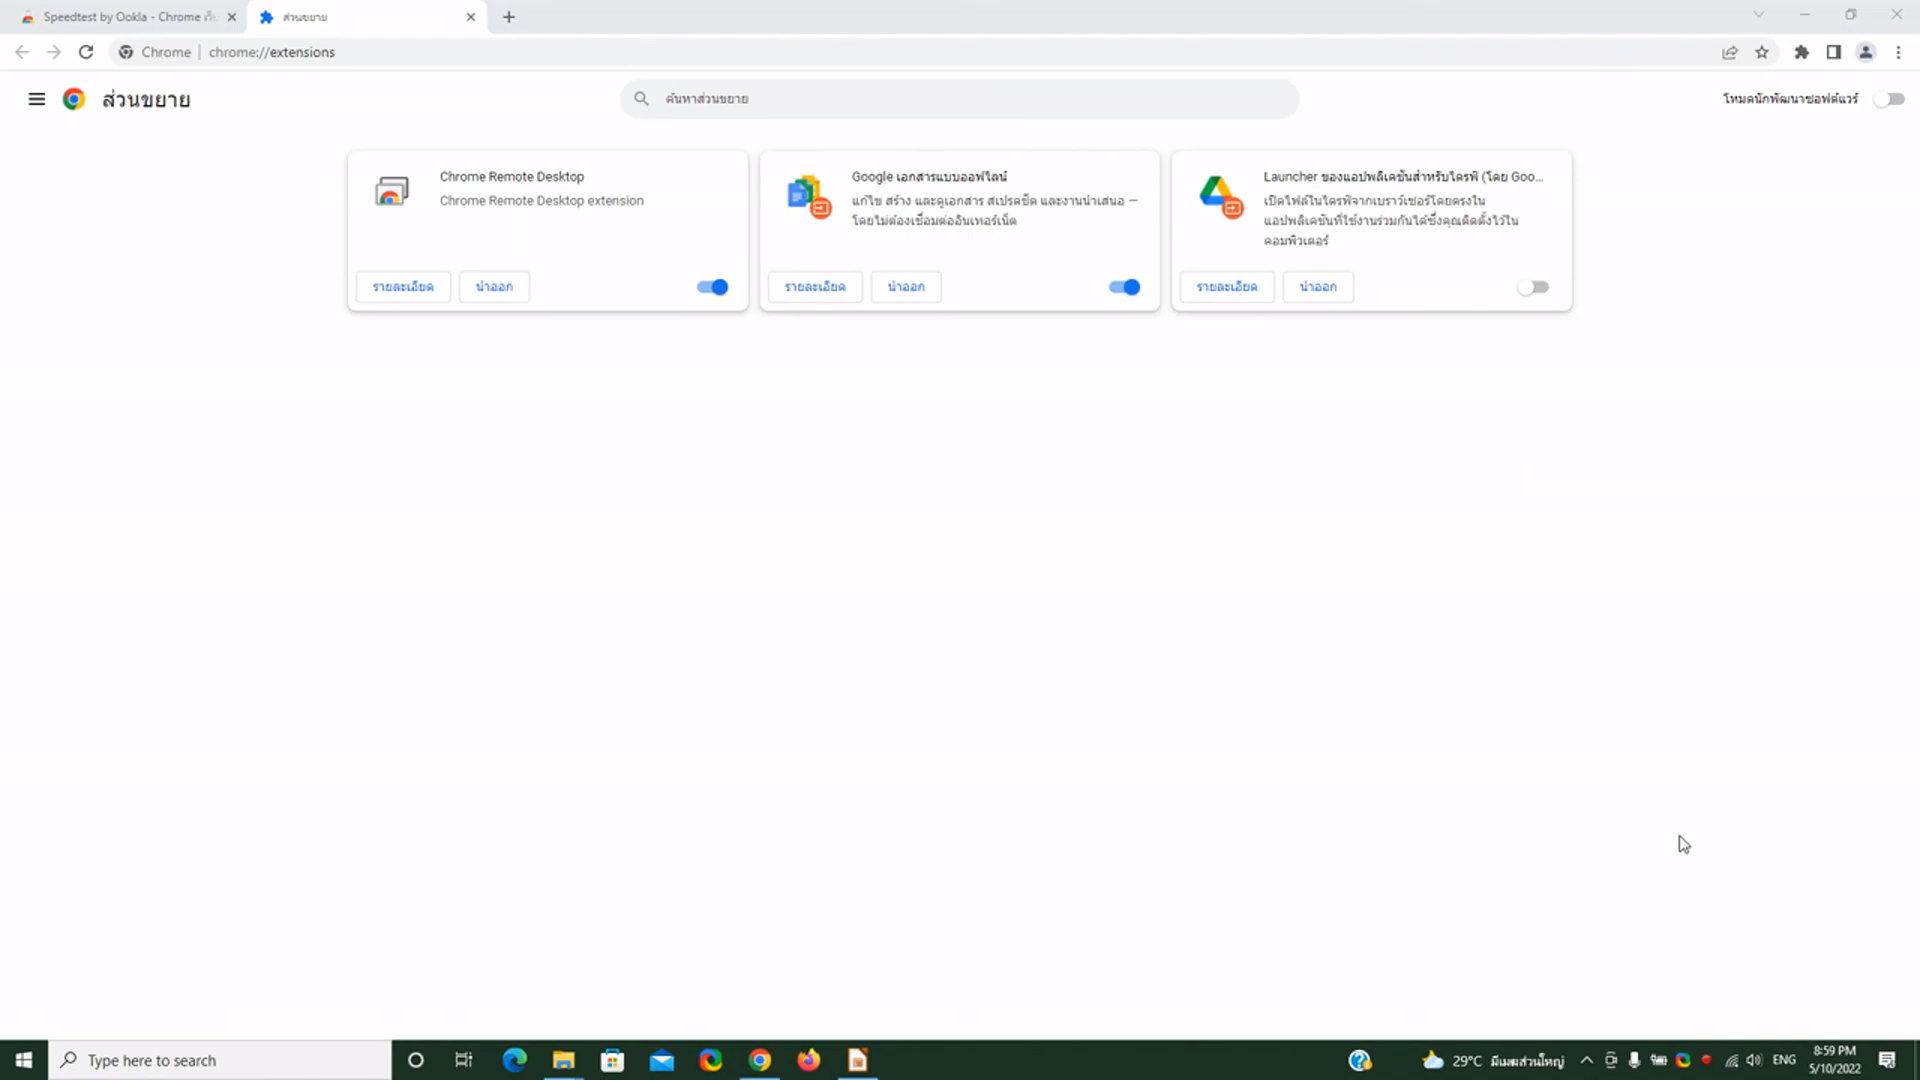 Speedtest by Ookla - Chrome เว็
ส่วนขยาย
Chrome | chrome://extensions
ส่วนขยาย
ค้นหาส่วนขยาย
โหมดนักพัฒนาซอฟต์แวร์
Chrome Remote Desktop
Chrome Remote Desktop extension
รายละเอียด
นำออก
Google เอกสารแบบออฟไลน์
แก้ไข สร้าง และดูเอกสาร สเปรดชีต และงานนำเสนอ —
โดยไม่ต้องเชื่อมต่ออินเทอร์เน็ต
รายละเอียด
นำออก
Launcher ของแอปพลิเคชันสำหรับไดรฟ์ (โดย Goo...
เปิดไฟล์ในไดรฟ์จากเบราว์เซอร์โดยตรงใน
แอปพลิเคชันที่ใช้งานร่วมกันได้ซึ่งคุณติดตั้งไว้ใน
คอมพิวเตอร์
รายละเอียด
นำออก
Type here to search
29°C มีเมฆส่วนใหญ่
ENG
8:59 PM
5/10/2022